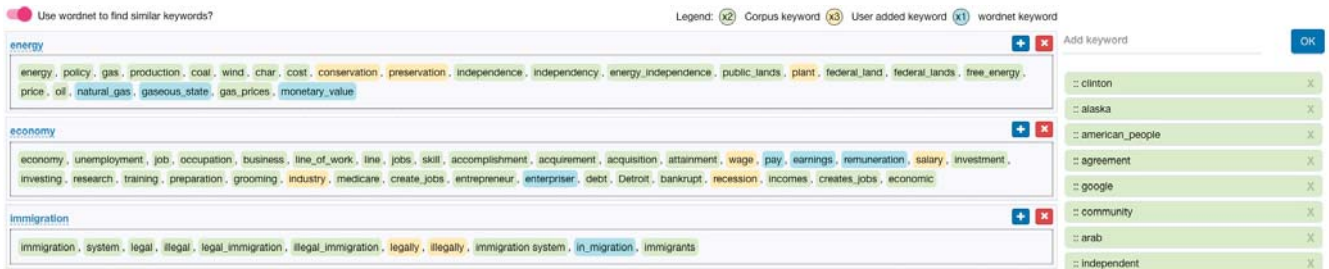 Use wordnet to find similar keywords?
Legend: x2 Corpus keyword x3 User added keyword x1 wordnet keyword
energy
energy , policy , gas , production , coal , wind , char , cost , conservation , preservation , independence , independency , energy_independence , public_lands , plant , federal_land , federal_lands , free_energy ,
price , oil , natural_gas , gaseous_state , gas_prices , monetary_value
economy
economy , unemployment , job , occupation , business , line_of_work , line , jobs , skill , accomplishment , acquirement , acquisition , attainment , wage , pay , earnings , remuneration , salary , investment ,
investing , research , training , preparation , grooming , industry , medicare , create_jobs , entrepreneur , enterpriser , debt , Detroit , bankrupt , recession , incomes , creates_jobs , economic
immigration
immigration , system , legal , illegal , legal_immigration , illegal_immigration , legally , illegally , immigration system , in_migration , immigrants
Add keyword
OK
:: clinton X
:: alaska X
:: american_people X
:: agreement X
:: google X
:: community X
:: arab X
:: independent X